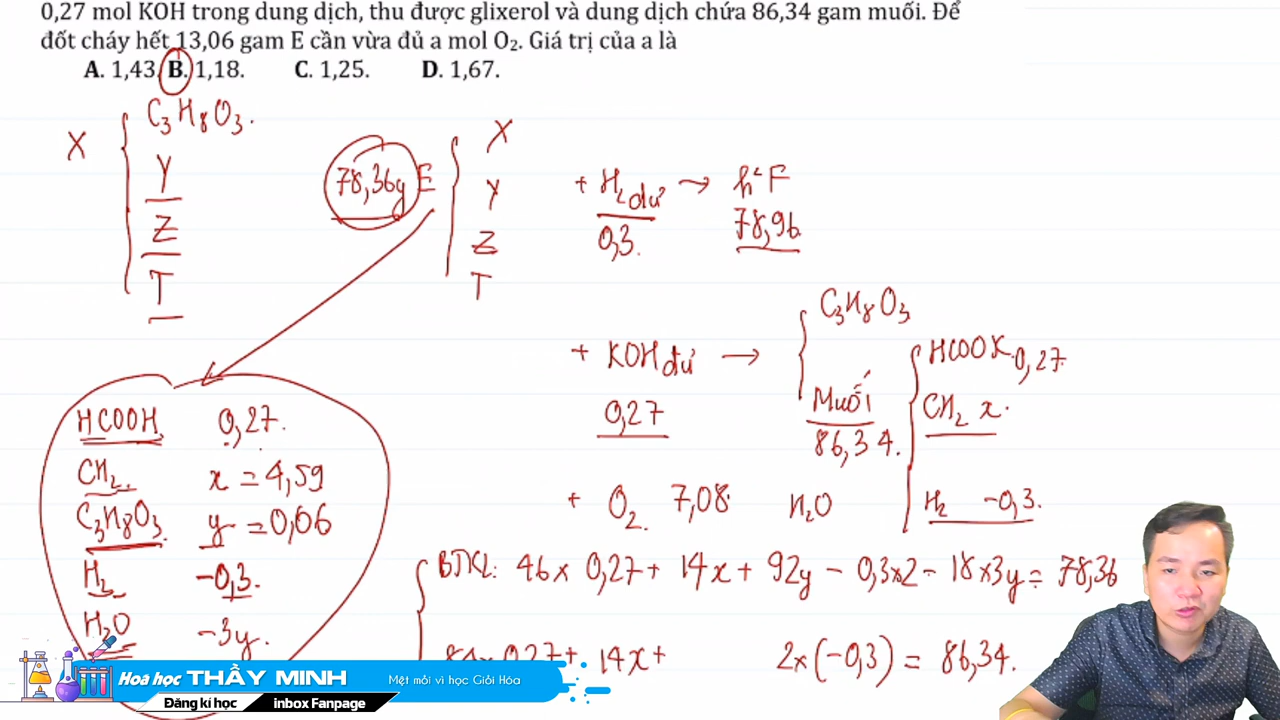 0,27 mol KOH trong dung dịch, thu được glixerol và dung dịch chứa 86,34 gam muối. Để
đốt cháy hết 13,06 gam E cần vừa đủ a mol O₂. Giá trị của a là
A. 1,43. B. 1,18. C. 1,25. D. 1,67.
X
C₃H₈O₃.
Y
Z
T
78,36g E
X
Y
Z
T
+ H₂ dư → h² F
0,3. 78,96
+ KOH dư →
0,27
C₃H₈O₃
Muối
86,34.
HCOOK 0,27
CH₂ x.
H₂ -0,3.
HCOOH 0,27.
CH₂. x = 4,59
C₃H₈O₃ y = 0,06
H₂ -0,3.
H₂O -3y.
+ O₂. 7,08 H₂O
BTKL: 46x 0,27 + 14x + 92y - 0,3x2 - 18x3y = 78,36
84x 0,27 + 14x + 2x(-0,3) = 86,34.
Hoá học THẦY MINH
Mệt mỏi vì học Giỏi Hóa
Đăng kí học inbox Fanpage